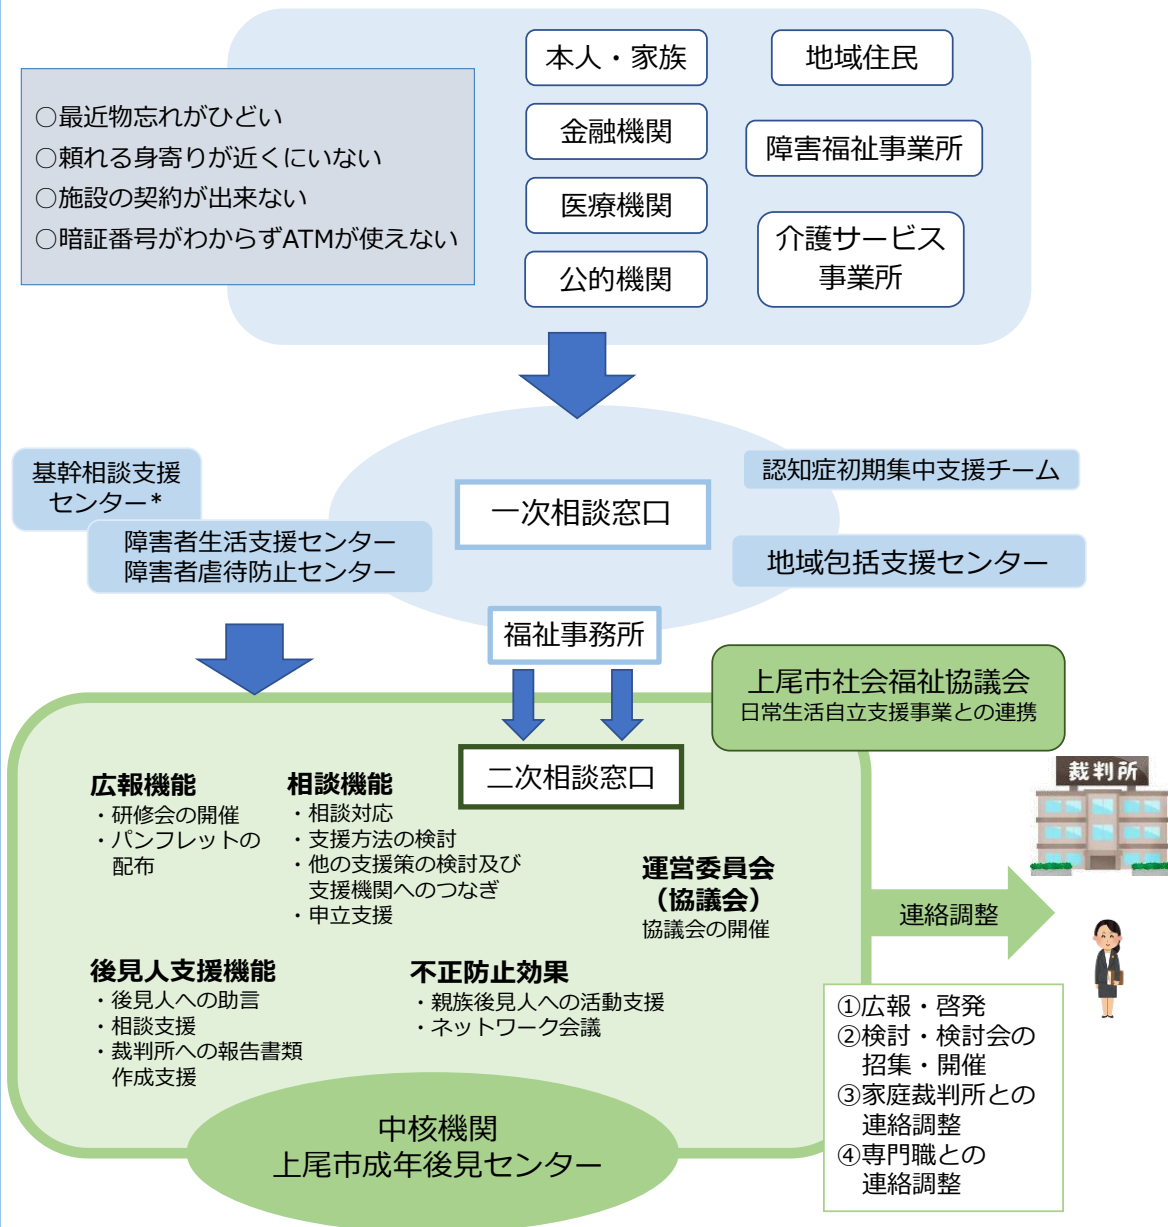 ○最近物忘れがひどい
○頼れる身寄りが近くにいない
○施設の契約が出来ない
○暗証番号がわからずATMが使えない
本人・家族
金融機関
医療機関
公的機関
地域住民
障害福祉事業所
介護サービス
事業所
基幹相談支援
センター*
障害者生活支援センター
障害者虐待防止センター
一次相談窓口
認知症初期集中支援チーム
地域包括支援センター
福祉事務所
上尾市社会福祉協議会
日常生活自立支援事業との連携
二次相談窓口
広報機能
・研修会の開催
・パンフレットの
配布
相談機能
・相談対応
・支援方法の検討
・他の支援策の検討及び
支援機関へのつなぎ
・申立支援
運営委員会
（協議会）
協議会の開催
後見人支援機能
・後見人への助言
・相談支援
・裁判所への報告書類
作成支援
不正防止効果
・親族後見人への活動支援
・ネットワーク会議
中核機関
上尾市成年後見センター
裁判所
連絡調整
①広報・啓発
②検討・検討会の
招集・開催
③家庭裁判所との
連絡調整
④専門職との
連絡調整